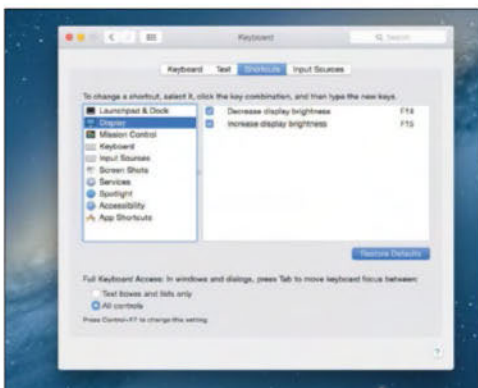 Keyboard
Search
Keyboard Text Shortcuts Input Sources
To change a shortcut, select it, click the key combination, and then type the new keys.
Launchpad & Dock
Display
Mission Control
Keyboard
Input Sources
Screen Shots
Services
Spotlight
Accessibility
App Shortcuts
Decrease display brightness F14
Increase display brightness F15
Restore Defaults
Full Keyboard Access: In windows and dialogs, press Tab to move keyboard focus between:
Text boxes and lists only
All controls
Press Control+F7 to change this setting.
?